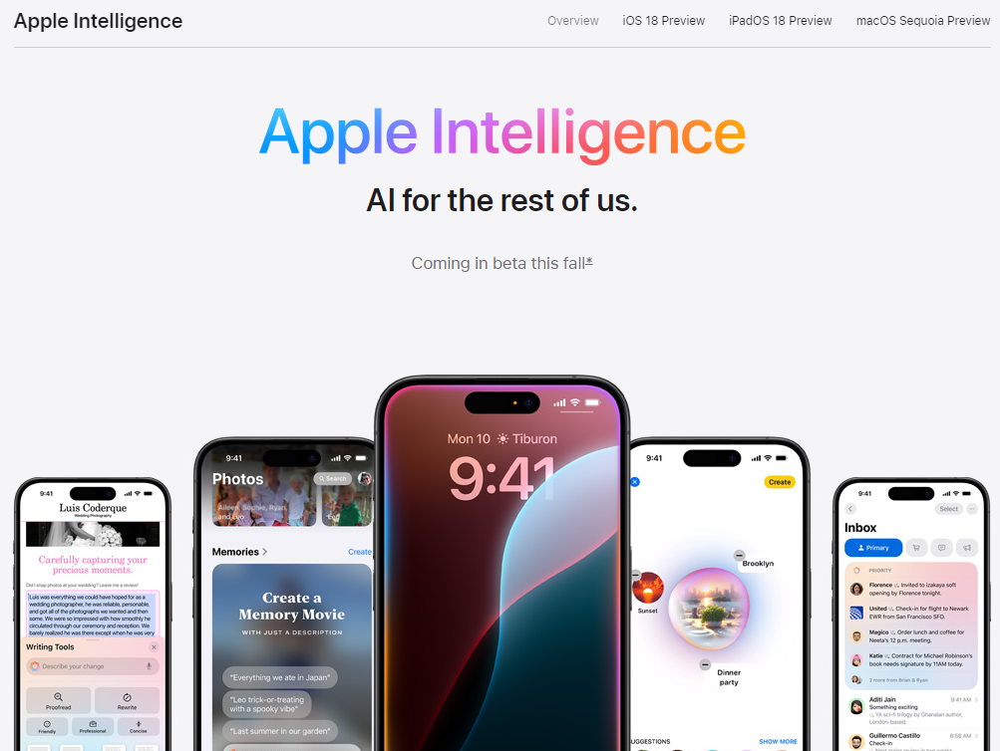 Apple Intelligence
Overview
iOS 18 Preview
iPadOS 18 Preview
macOS Sequoia Preview
Apple Intelligence
AI for the rest of us.
Coming in beta this fall*
9:41
Luis Coderque
Wedding Photography
Carefully capturing your
precious moments.
Did I snap photos at your wedding? Leave me a review!
Luis was everything we could have hoped for as a
wedding photographer, he was reliable, personable,
and got all of the photographs we wanted and then
some. We were so impressed with how smoothly he
circulated through our ceremony and reception. We
barely realized he was there except when he was very
Writing Tools
Describe your change
Proofread
Rewrite
Friendly
Professional
Concise
9:41
Photos
Search
Aileen, Sophie, Ryan,
and Leo
Leo
Memories >
Create
Create a
Memory Movie
WITH JUST A DESCRIPTION
“Everything we ate in Japan”
“Leo trick-or-treating
with a spooky vibe”
“Last summer in our garden”
Mon 10
Tiburon
9:41
9:41
Create
Brooklyn
Sunset
Dinner
party
SUGGESTIONS
SHOW MORE
9:41
Select
Inbox
Primary
PRIORITY
Florence
Invited to izakaya soft
opening by Florence tonight.
United
Check-in for flight to Newark
EWR from San Francisco SFO.
Magico
Order lunch and coffee for
Neeta's 12 p.m. meeting.
Katie
Contract for Michael Robinson's
book needs signature by 11AM today.
2 more from Brian & Ryan
Aditi Jain
9:41 AM
Something exciting
YA sci-fi trilogy by Ghanaian author,
London-based.
Guillermo Castillo
8:58 AM
Check-in